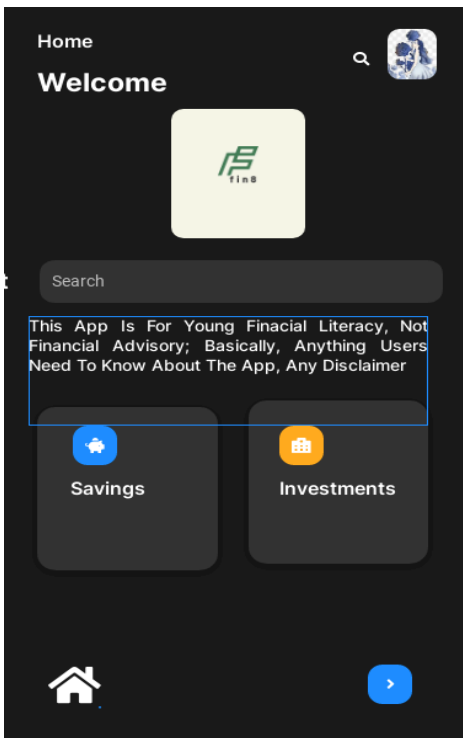 Home
Welcome
fin8
t
Search
This App Is For Young Finacial Literacy, Not
Financial Advisory; Basically, Anything Users
Need To Know About The App, Any Disclaimer
Savings
Investments